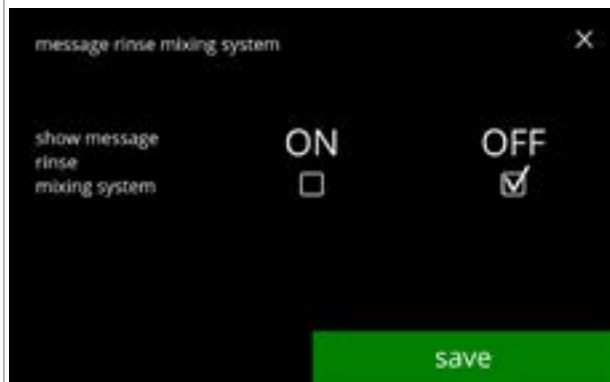 message rinse mixing system
show message
rinse
mixing system
ON
OFF
save